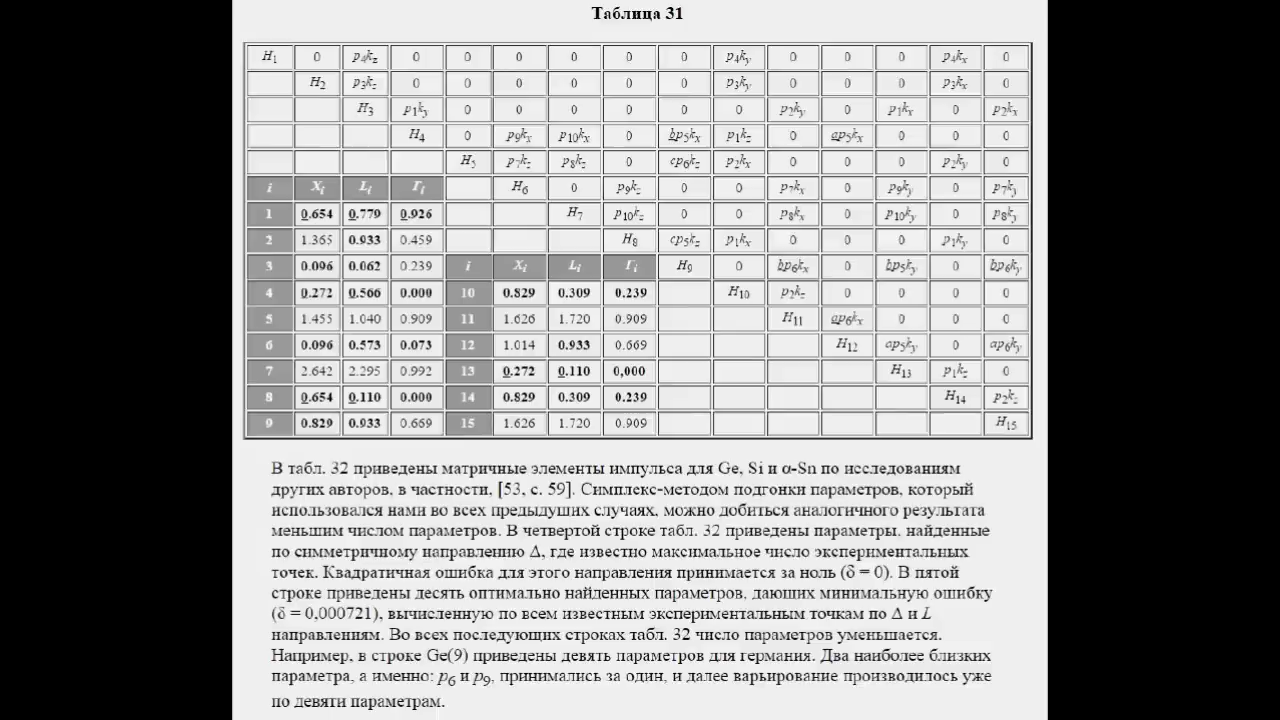 Таблица 31
H1 0 p4kz 0 0 0 0 0 0 p4ky 0 0 0 p4kx 0
H2 p3kz 0 0 0 0 0 0 p3ky 0 0 0 p3kx 0
H3 p1ky 0 0 0 0 0 0 p2ky 0 p1kx 0 p2kx
H4 0 p9kx p10kx 0 bp5kx p1kz 0 ap5kx 0 0 0
H5 p7kz p8kz 0 cp6kz p2kx 0 0 0 p2ky 0
i Xi Li Γi H6 0 p9kz 0 0 p7kx 0 p9ky 0 p7ky
1 0.654 0.779 0.926 H7 p10kz 0 0 p8kx 0 p10ky 0 p8ky
2 1.365 0.933 0.459 H8 cp5kz p1kx 0 0 0 p1ky 0
3 0.096 0.062 0.239 i Xi Li Γi H9 0 bp6kx 0 bp5ky 0 bp6ky
4 0.272 0.566 0.000 10 0.829 0.309 0.239 H10 p2kz 0 0 0 0
5 1.455 1.040 0.909 11 1.626 1.720 0.909 H11 ap6kx 0 0 0
6 0.096 0.573 0.073 12 1.014 0.933 0.669 H12 ap5ky 0 ap6ky
7 2.642 2.295 0.992 13 0.272 0.110 0,000 H13 p1kz 0
8 0.654 0.110 0.000 14 0.829 0.309 0.239 H14 p2kz
9 0.829 0.933 0.669 15 1.626 1.720 0.909 H15
В табл. 32 приведены матричные элементы импульса для Ge, Si и α-Sn по исследованиям
других авторов, в частности, [53, с. 59]. Симплекс-методом подгонки параметров, который
использовался нами во всех предыдущих случаях, можно добиться аналогичного результата
меньшим числом параметров. В четвертой строке табл. 32 приведены параметры, найденные
по симметричному направлению Δ, где известно максимальное число экспериментальных
точек. Квадратичная ошибка для этого направления принимается за ноль (δ = 0). В пятой
строке приведены десять оптимально найденных параметров, дающих минимальную ошибку
(δ = 0,000721), вычисленную по всем известным экспериментальным точкам по Δ и L
направлениям. Во всех последующих строках табл. 32 число параметров уменьшается.
Например, в строке Ge(9) приведены девять параметров для германия. Два наиболее близких
параметра, а именно: p6 и p9, принимались за один, и далее варьирование производилось уже
по девяти параметрам.